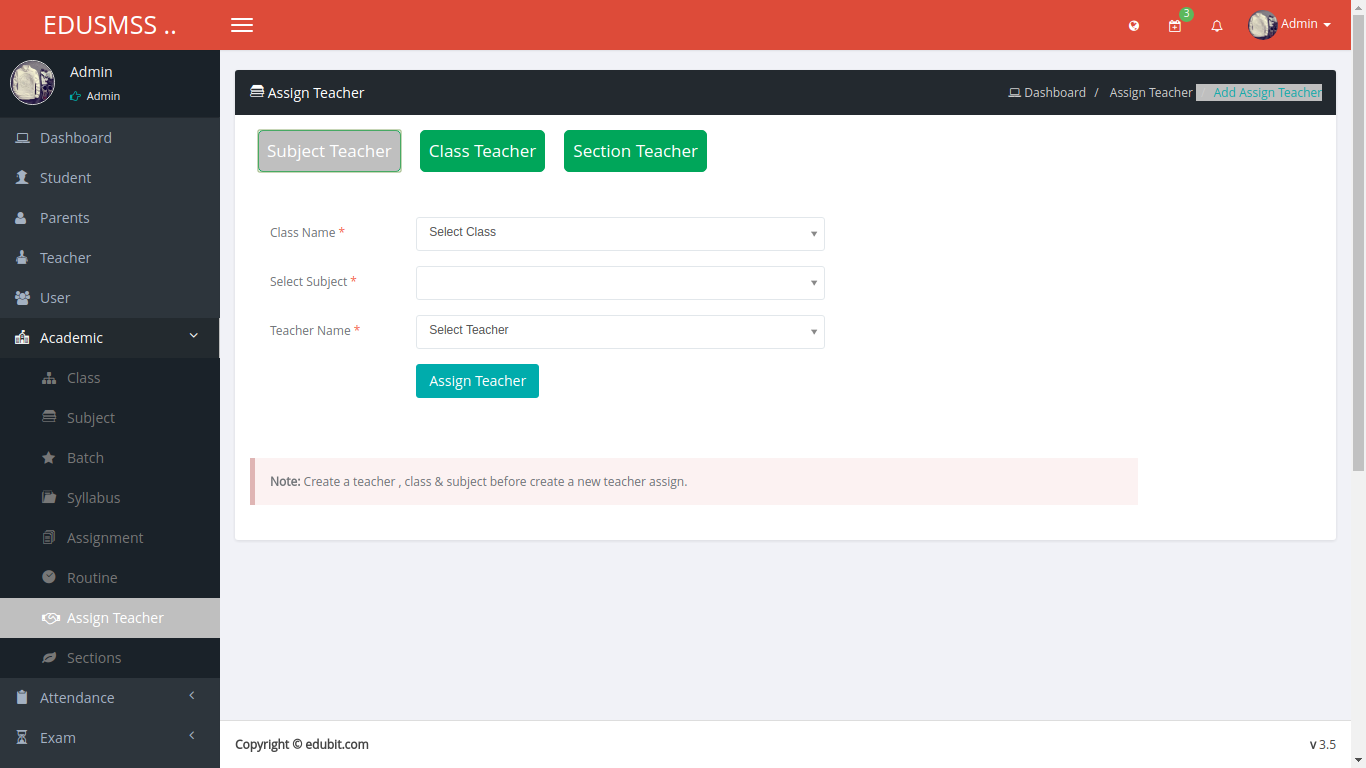 EDUSMSS ..
3
Admin
Admin
Admin
Dashboard
Student
Parents
Teacher
User
Academic
Class
Subject
Batch
Syllabus
Assignment
Routine
Assign Teacher
Sections
Attendance
Exam
Assign Teacher
Dashboard / Assign Teacher / Add Assign Teacher
Subject Teacher Class Teacher Section Teacher
Class Name * Select Class
Select Subject *
Teacher Name * Select Teacher
Assign Teacher
Note: Create a teacher , class & subject before create a new teacher assign.
Copyright © edubit.com
v 3.5